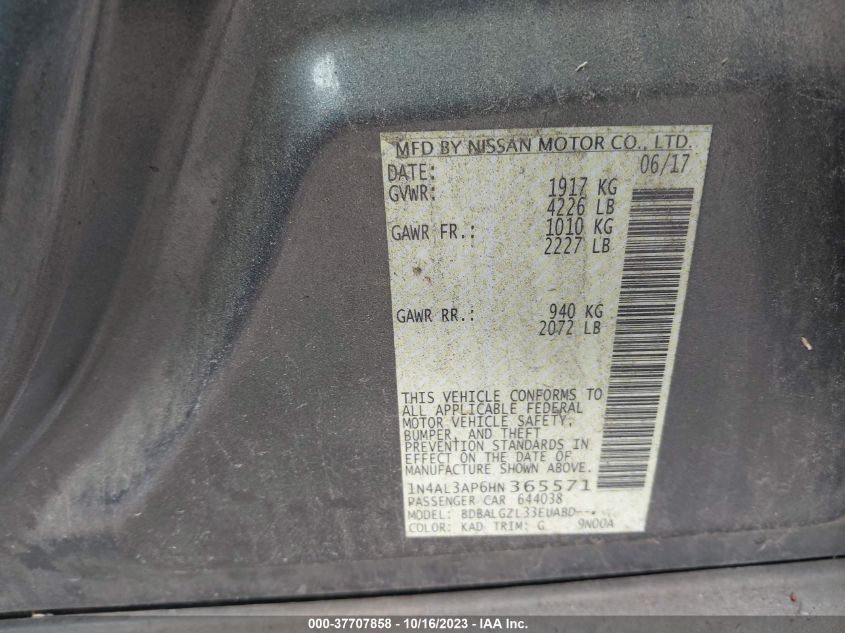 MFD BY NISSAN MOTOR CO., LTD.
DATE: 06/17
GVWR: 1917 KG
4226 LB
GAWR FR.: 1010 KG
2227 LB
GAWR RR.: 940 KG
2072 LB
THIS VEHICLE CONFORMS TO
ALL APPLICABLE FEDERAL
MOTOR VEHICLE SAFETY,
BUMPER, AND THEFT
PREVENTION STANDARDS IN
EFFECT ON THE DATE OF
MANUFACTURE SHOWN ABOVE.
1N4AL3AP6HN365571
PASSENGER CAR 644038
MODEL: BDBALGZL33EUABD---
COLOR: KAD TRIM: G 9N00A
000-37707858 - 10/16/2023 - IAAI.com